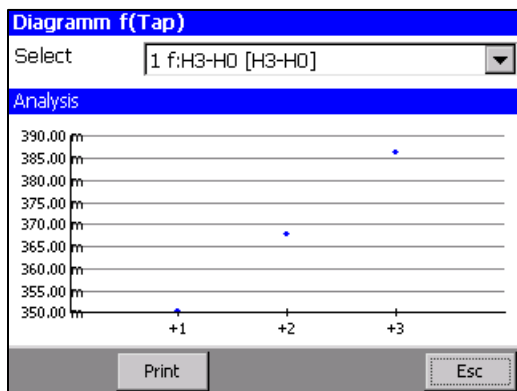 Diagramm f(Tap)
Select 1 f:H3-H0 [H3-H0]
Analysis
390.00 m
385.00 m
380.00 m
375.00 m
370.00 m
365.00 m
360.00 m
355.00 m
350.00 m
+1 +2 +3
Print Esc